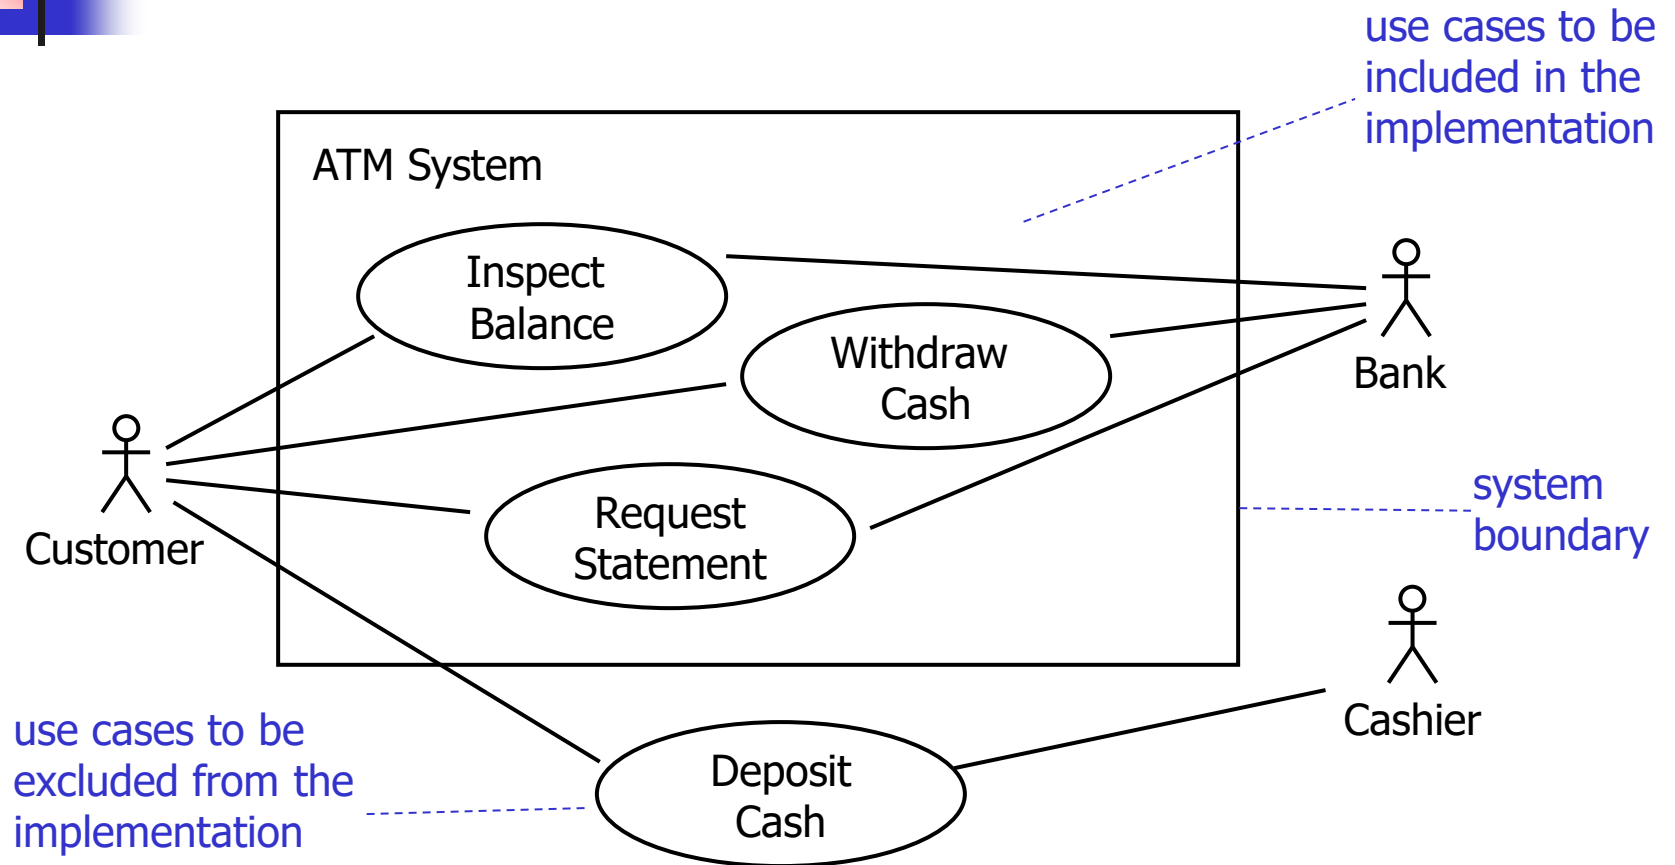 use cases to be
included in the
implementation
ATM System
Inspect
Balance
Withdraw
Cash
Bank
Request
Statement
Customer
system
boundary
Cashier
use cases to be
excluded from the
implementation
Deposit
Cash